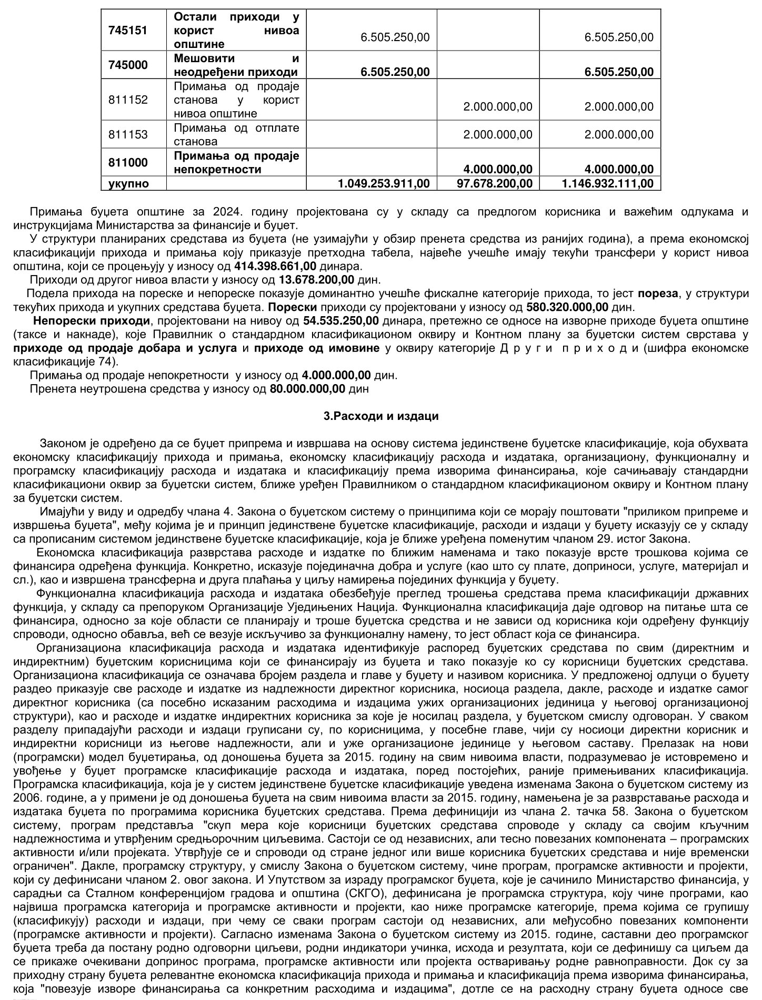 745151 Остали приходи у
корист нивоа
општине 6.505.250,00 6.505.250,00
745000 Мешовити и
неодређени приходи 6.505.250,00 6.505.250,00
811152 Примања од продаје
станова у корист
нивоа општине 2.000.000,00 2.000.000,00
811153 Примања од отплате
станова 2.000.000,00 2.000.000,00
811000 Примања од продаје
непокретности 4.000.000,00 4.000.000,00
укупно 1.049.253.911,00 97.678.200,00 1.146.932.111,00
Примања буџета општине за 2024. годину пројектована су у складу са предлогом корисника и важећим одлукама и
инструкцијама Министарства за финансије и буџет.
У структури планираних средстава из буџета (не узимајући у обзир пренета средства из ранијих година), а према економској
класификацији прихода и примања коју приказује претходна табела, највеће учешће имају текући трансфери у корист нивоа
општина, који се процењују у износу од 414.398.661,00 динара.
Приходи од другог нивоа власти у износу од 13.678.200,00 дин.
Подела прихода на пореске и непореске показује доминантно учешће фискалне категорије прихода, то јест пореза, у структури
текућих прихода и укупних средстава буџета. Порески приходи су пројектовани у износу од 580.320.000,00 дин.
Непорески приходи, пројектовани на нивоу од 54.535.250,00 динара, претежно се односе на изворне приходе буџета општине
(таксе и накнаде), које Правилник о стандардном класификационом оквиру и Контном плану за буџетски систем сврстава у
приходе од продаје добара и услуга и приходе од имовине у оквиру категорије Д р у г и п р и х о д и (шифра економске
класификације 74).
Примања од продаје непокретности у износу од 4.000.000,00 дин.
Пренета неутрошена средства у износу од 80.000.000,00 дин
3.Расходи и издаци
Законом је одређено да се буџет припрема и извршава на основу система јединствене буџетске класификације, која обухвата
економску класификацију прихода и примања, економску класификацију расхода и издатака, организациону, функционалну и
програмску класификацију расхода и издатака и класификацију према изворима финансирања, које сачињавају стандардни
класификациони оквир за буџетски систем, ближе уређен Правилником о стандардном класификационом оквиру и Контном плану
за буџетски систем.
Имајући у виду и одредбу члана 4. Закона о буџетском систему о принципима који се морају поштовати "приликом припреме и
извршења буџета", међу којима је и принцип јединствене буџетске класификације, расходи и издаци у буџету исказују се у складу
са прописаним системом јединствене буџетске класификације, која је ближе уређена поменутим чланом 29. истог Закона.
Економска класификација разврстава расходе и издатке по ближим наменама и тако показује врсте трошкова којима се
финансира одређена функција. Конкретно, исказује појединачна добра и услуге (као што су плате, доприноси, услуге, материјал и
сл.), као и извршена трансферна и друга плаћања у циљу намирења појединих функција у буџету.
Функционална класификација расхода и издатака обезбеђује преглед трошења средстава према класификацији државних
функција, у складу са препоруком Организације Уједињених Нација. Функционална класификација даје одговор на питање шта се
финансира, односно за које области се планирају и троше буџетска средства и не зависи од корисника који одређену функцију
спроводи, односно обавља, већ се везује искључиво за функционалну намену, то јест област која се финансира.
Организациона класификација расхода и издатака идентификује распоред буџетских средстава по свим (директним и
индиректним) буџетским корисницима који се финансирају из буџета и тако показује ко су корисници буџетских средстава.
Организациона класификација се означава бројем раздела и главе у буџету и називом корисника. У предложеној одлуци о буџету
раздео приказује све расходе и издатке из надлежности директног корисника, носиоца раздела, дакле, расходе и издатке самог
директног корисника (са посебно исказаним расходима и издацима ужих организационих јединица у његовој организационој
структури), као и расходе и издатке индиректних корисника за које је носилац раздела, у буџетском смислу одговоран. У сваком
разделу припадајући расходи и издаци груписани су, по корисницима, у посебне главе, чији су носиоци директни корисник и
индиректни корисници из његове надлежности, али и уже организационе јединице у његовом саставу. Прелазак на нови
(програмски) модел буџетирања, од доношења буџета за 2015. годину на свим нивоима власти, подразумевао је истовремено и
увођење у буџет програмске класификације расхода и издатака, поред постојећих, раније примењиваних класификација.
Програмска класификација, која је у систем јединствене буџетске класификације уведена изменама Закона о буџетском систему из
2006. године, а у примени је од доношења буџета на свим нивоима власти за 2015. годину, намењена је за разврставање расхода и
издатака буџета по програмима корисника буџетских средстава. Према дефиницији из члана 2. тачка 58. Закона о буџетском
систему, програм представља "скуп мера које корисници буџетских средстава спроводе у складу са својим кључним
надлежностима и утврђеним средњорочним циљевима. Састоји се од независних, али тесно повезаних компонената – програмских
активности и/или пројеката. Утврђује се и спроводи од стране једног или више корисника буџетских средстава и није временски
ограничен". Дакле, програмску структуру, у смислу Закона о буџетском систему, чине програм, програмске активности и пројекти,
који су дефинисани чланом 2. овог закона. И Упутством за израду програмског буџета, које је сачинило Министарство финансија, у
сарадњи са Сталном конференцијом градова и општина (СКГО), дефинисана је програмска структура, коју чине програми, као
највиша програмска категорија и програмске активности и пројекти, као ниже програмске категорије, према којима се групишу
(класификују) расходи и издаци, при чему се сваки програм састоји од независних, али међусобно повезаних компоненти
(програмске активности и пројекти). Сагласно изменама Закона о буџетском систему из 2015. године, саставни део програмског
буџета треба да постану родно одговорни циљеви, родни индикатори учинка, исхода и резултата, који се дефинишу са циљем да
се прикаже очекивани допринос програма, програмске активности или пројекта остваривању родне равноправности. Док су за
приходну страну буџета релевантне економска класификација прихода и примања и класификација према изворима финансирања,
која "повезује изворе финансирања са конкретним расходима и издацима", дотле се на расходну страну буџета односе све